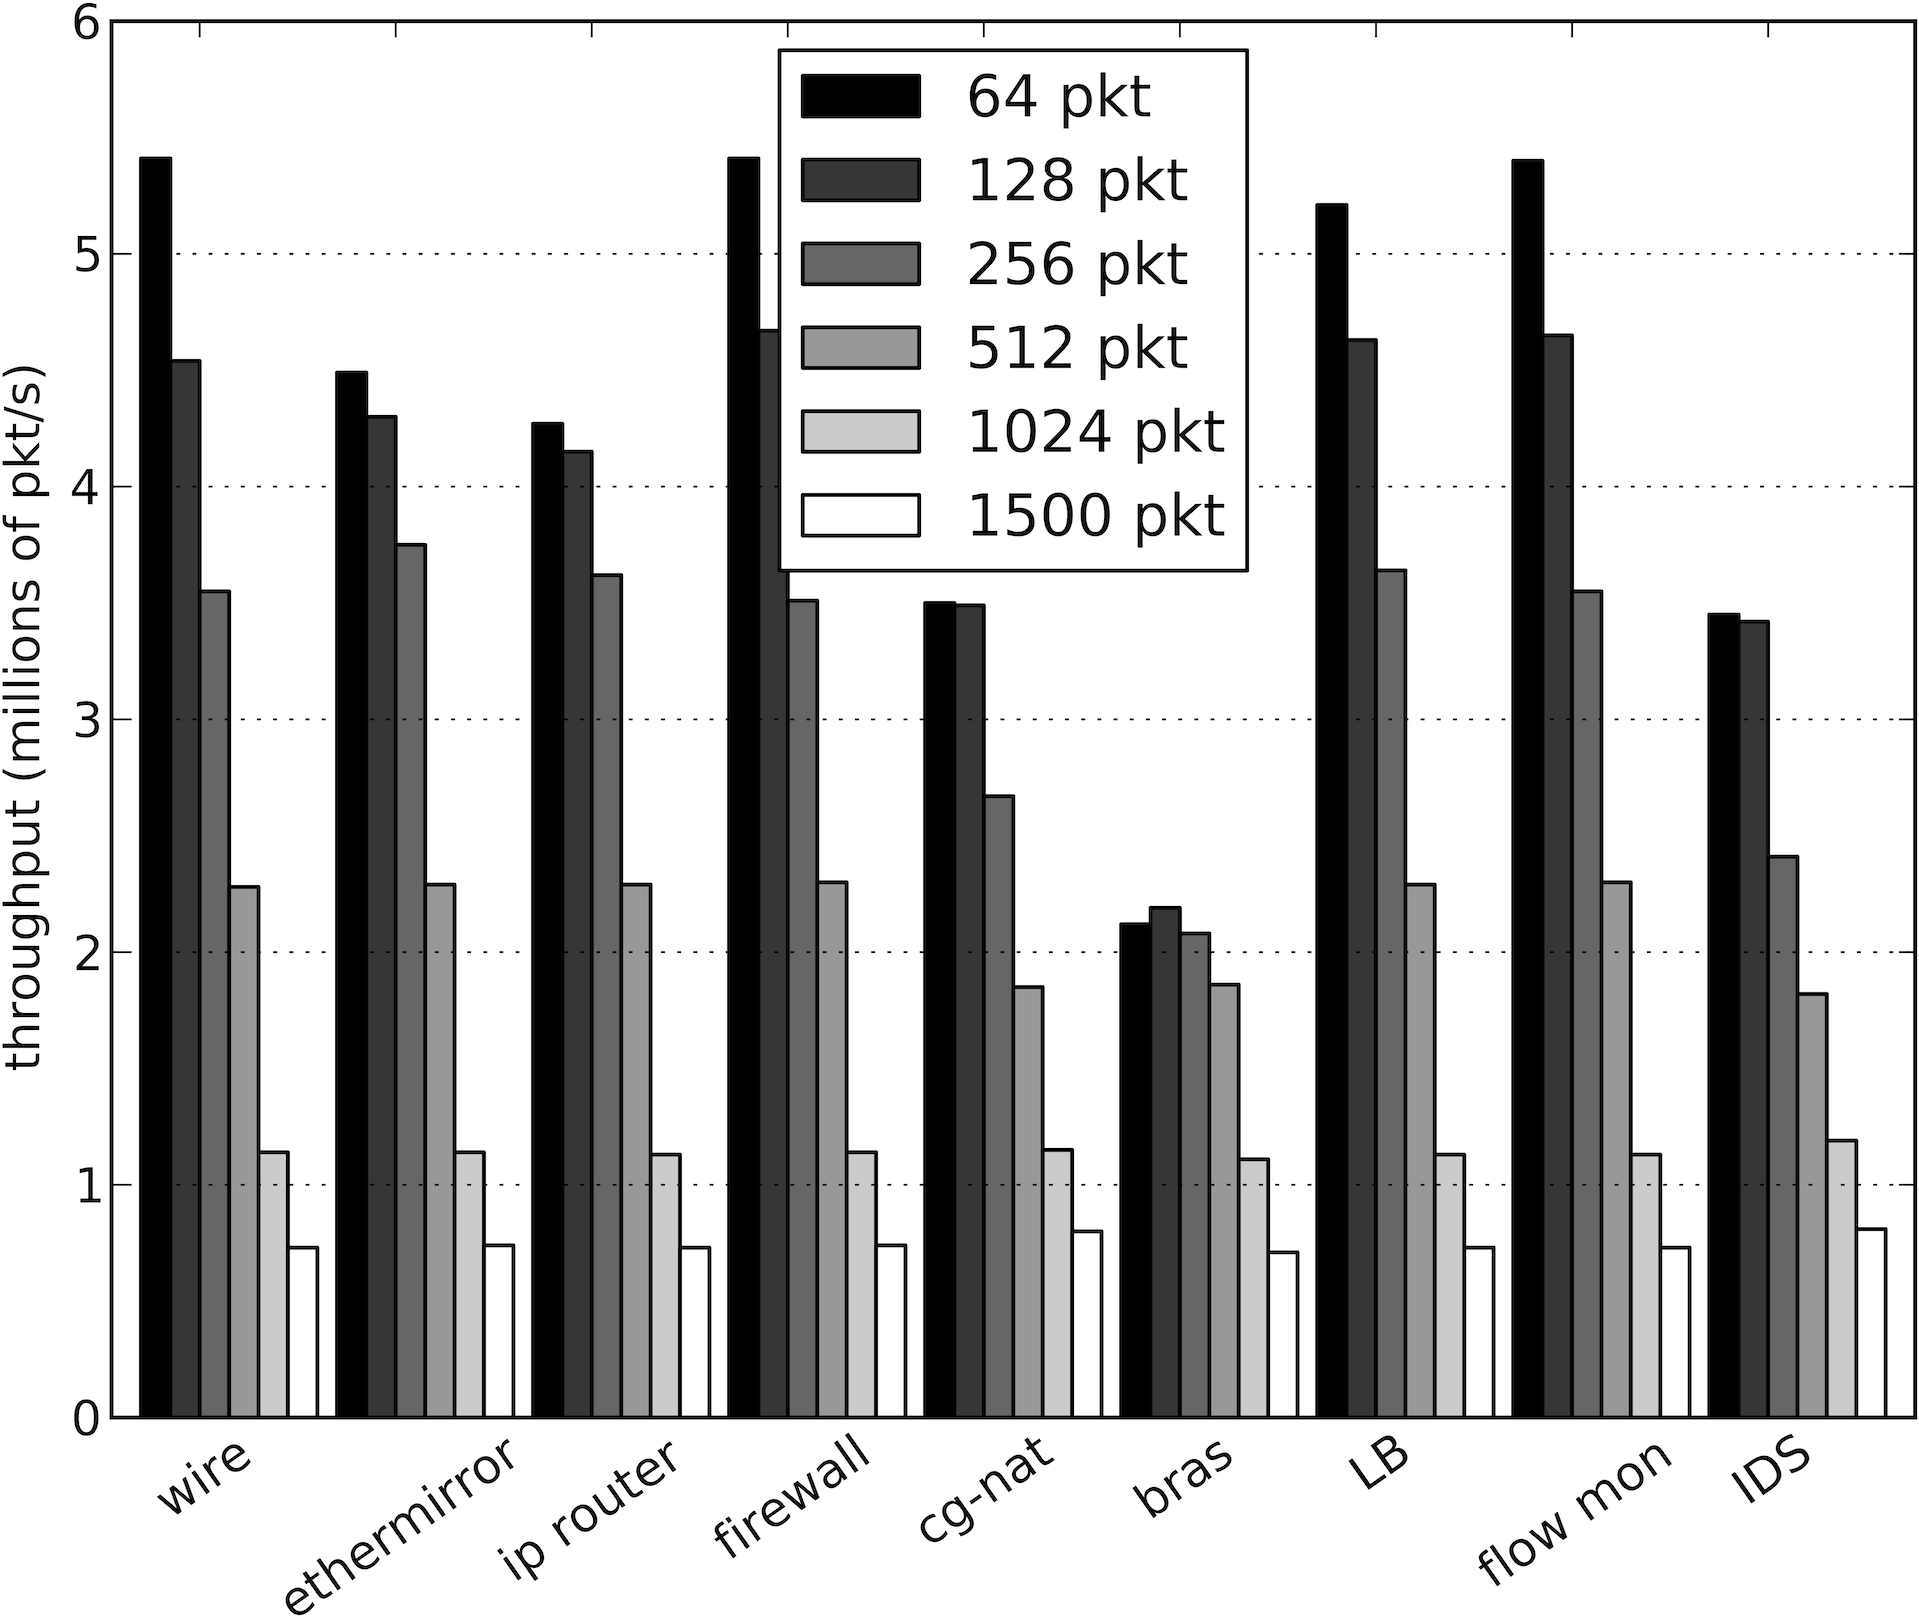 throughput (millions of pkt/s)
6
5
4
3
2
1
0
64 pkt
128 pkt
256 pkt
512 pkt
1024 pkt
1500 pkt
wire
ethermirror
ip router
firewall
cg-nat
bras
LB
flow mon
IDS